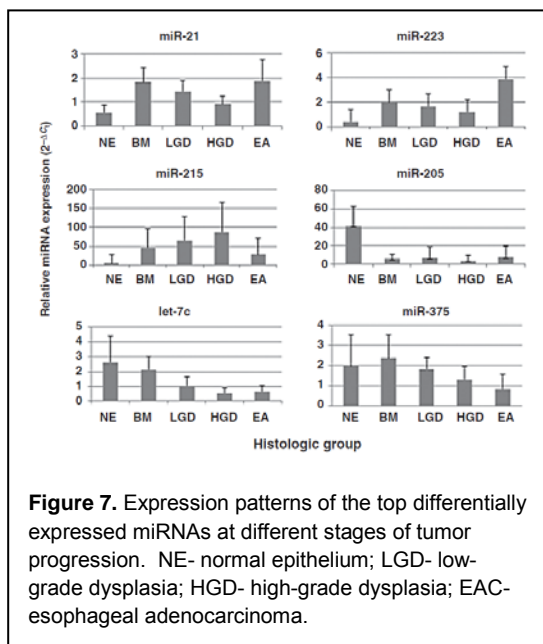 miR-21
miR-223
3
2
1
0
NE BM LGD HGD EA
6
4
2
0
NE BM LGD HGD EA
Relative miRNA expression (2-ΔCt)
miR-215
miR-205
200
150
100
50
0
NE BM LGD HGD EA
80
60
40
20
0
NE BM LGD HGD EA
let-7c
miR-375
5
4
3
2
1
0
NE BM LGD HGD EA
4
3
2
1
0
NE BM LGD HGD EA
Histologic group
Figure 7. Expression patterns of the top differentially
expressed miRNAs at different stages of tumor
progression. NE- normal epithelium; LGD- low-
grade dysplasia; HGD- high-grade dysplasia; EAC-
esophageal adenocarcinoma.